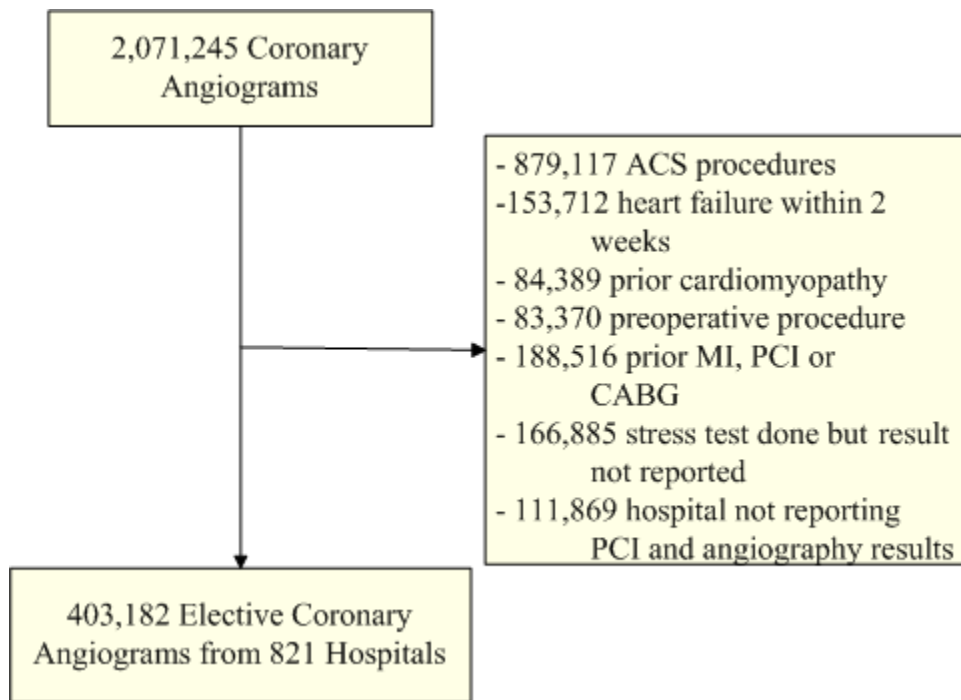 2,071,245 Coronary
Angiograms
- 879,117 ACS procedures
-153,712 heart failure within 2
weeks
- 84,389 prior cardiomyopathy
- 83,370 preoperative procedure
- 188,516 prior MI, PCI or
CABG
- 166,885 stress test done but result
not reported
- 111,869 hospital not reporting
PCI and angiography results
403,182 Elective Coronary
Angiograms from 821 Hospitals